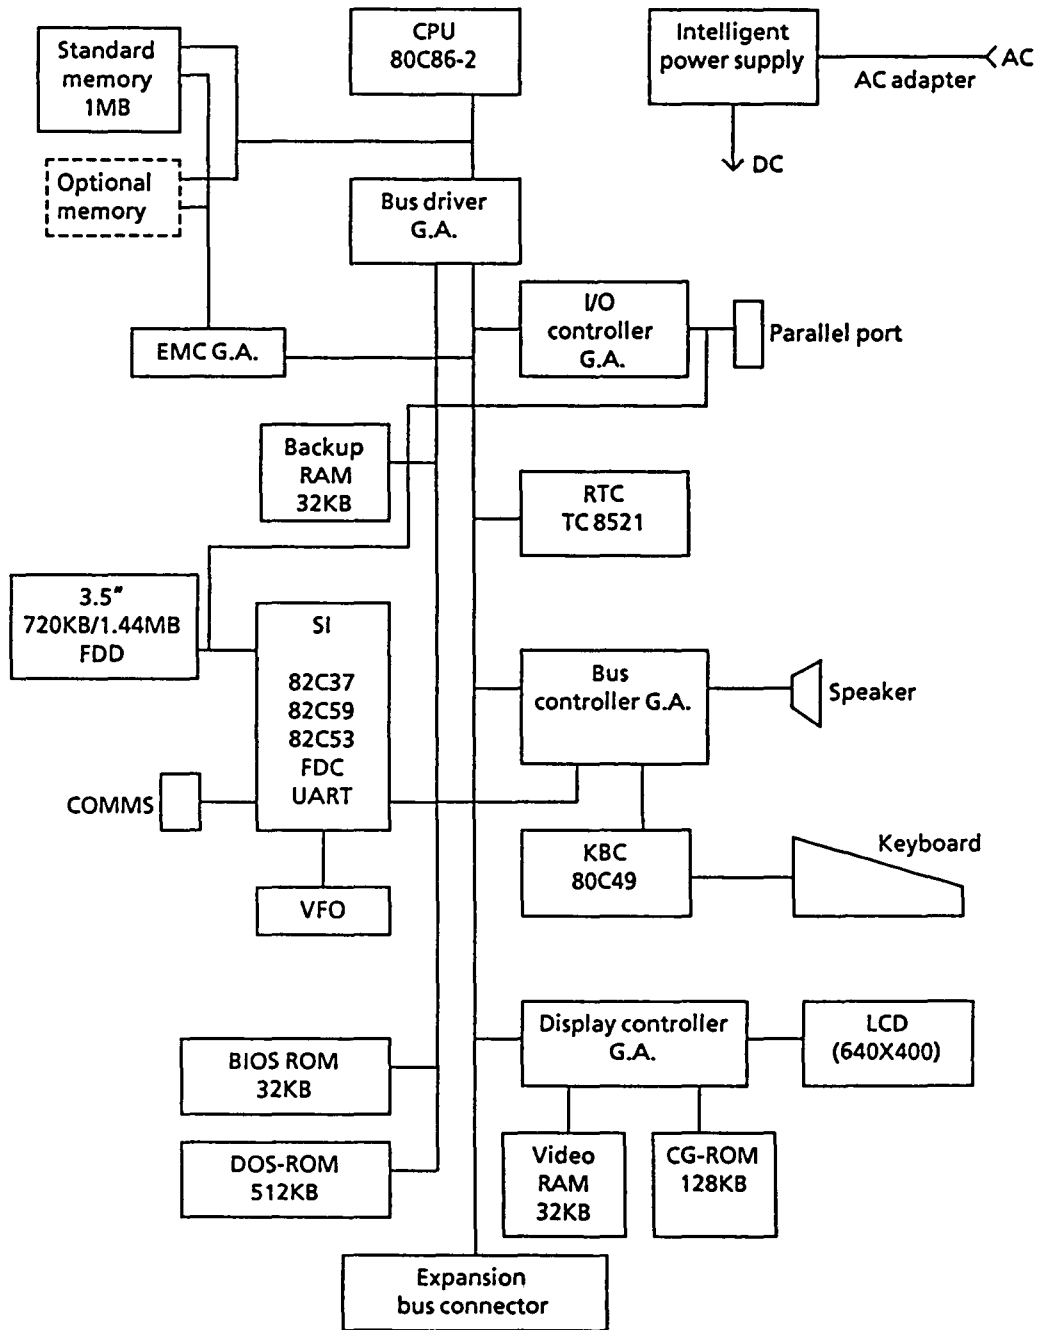 CPU
80C86-2
Standard
memory
1MB
Intelligent
power supply
AC adapter
AC
DC
Optional
memory
Bus driver
G.A.
I/O
controller
G.A.
Parallel port
EMC G.A.
Backup
RAM
32KB
RTC
TC 8521
3.5″
720KB/1.44MB
FDD
SI
82C37
82C59
82C53
FDC
UART
Bus
controller G.A.
Speaker
COMMS
VFO
KBC
80C49
Keyboard
Display controller
G.A.
LCD
(640X400)
BIOS ROM
32KB
DOS-ROM
512KB
Video
RAM
32KB
CG-ROM
128KB
Expansion
bus connector